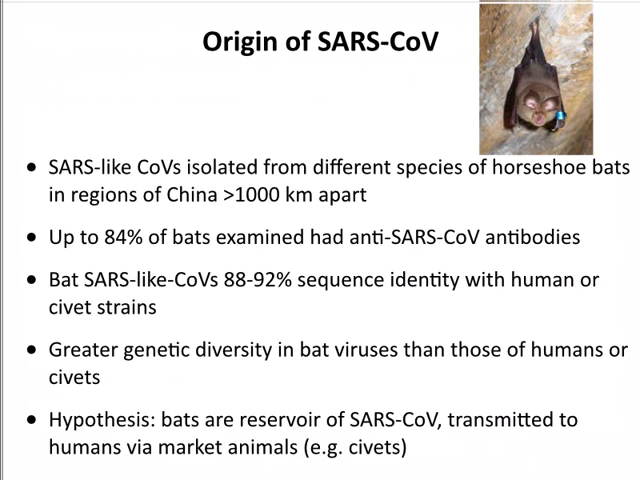 Origin of SARS-CoV
• SARS-like CoVs isolated from different species of horseshoe bats
in regions of China >1000 km apart
• Up to 84% of bats examined had anti-SARS-CoV antibodies
• Bat SARS-like-CoVs 88-92% sequence identity with human or
civet strains
• Greater genetic diversity in bat viruses than those of humans or
civets
• Hypothesis: bats are reservoir of SARS-CoV, transmitted to
humans via market animals (e.g. civets)